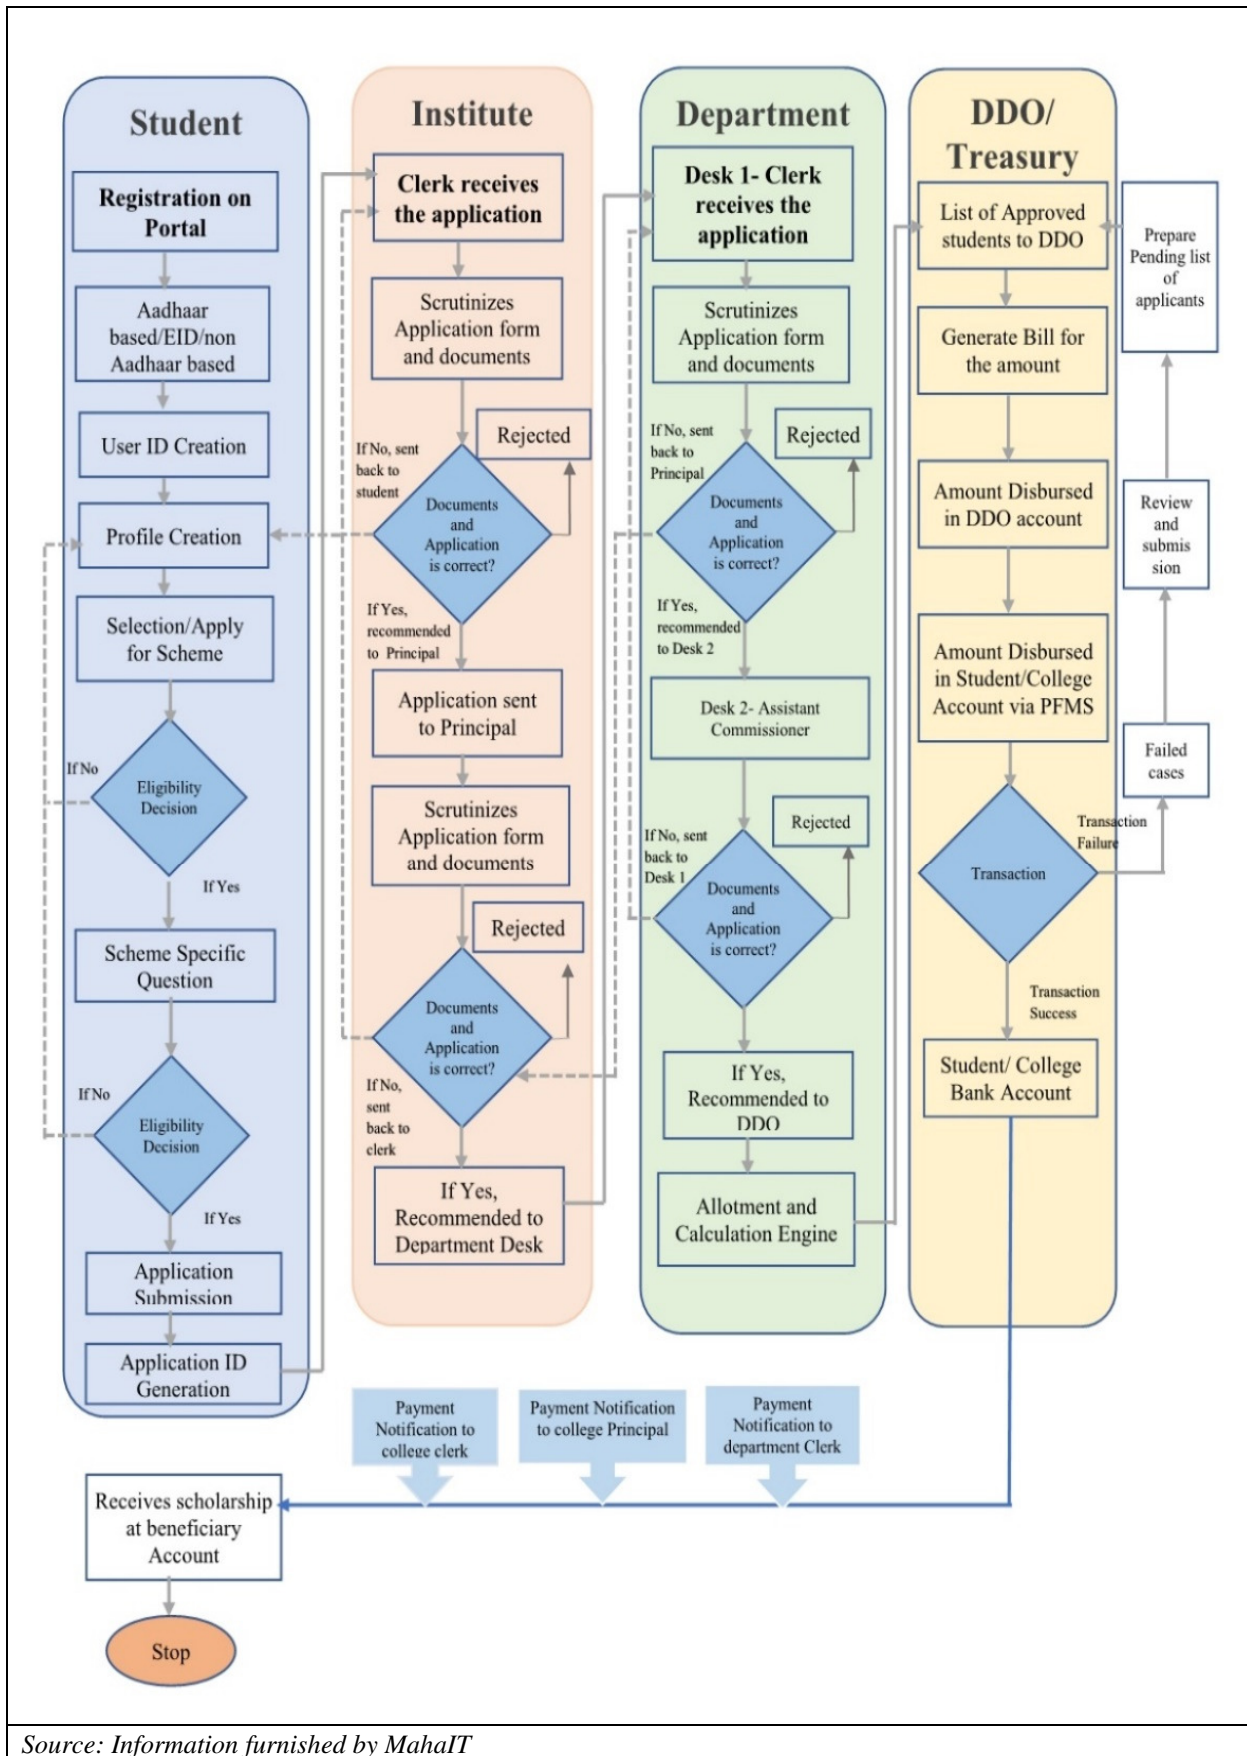 Student
Registration on
Portal
Aadhaar
based/EID/non
Aadhaar based
User ID Creation
Profile Creation
Selection/Apply
for Scheme
If No
Eligibility
Decision
If Yes
Scheme Specific
Question
If No
Eligibility
Decision
If Yes
Application
Submission
Application ID
Generation
Institute
Clerk receives
the application
Scrutinizes
Application form
and documents
Rejected
If No, sent
back to
student
Documents
and
Application
is correct?
If Yes,
recommended
to Principal
Application sent
to Principal
Scrutinizes
Application form
and documents
Rejected
Documents
and
Application
is correct?
If No,
sent
back to
clerk
If Yes,
Recommended to
Department Desk
Department
Desk 1- Clerk
receives the
application
Scrutinizes
Application form
and documents
If No, sent
back to
Principal
Rejected
Documents
and
Application
is correct?
If Yes,
recommended
to Desk 2
Desk 2- Assistant
Commissioner
Rejected
If No, sent
back to
Desk 1
Documents
and
Application
is correct?
If Yes,
Recommended to
DDO
Allotment and
Calculation Engine
DDO/
Treasury
List of Approved
students to DDO
Generate Bill for
the amount
Amount Disbursed
in DDO account
Amount Disbursed
in Student/College
Account via PFMS
Transaction
Transaction
Failure
Failed
cases
Review
and
submis
sion
Prepare
Pending list
of
applicants
Transaction
Success
Student/ College
Bank Account
Payment
Notification to
college clerk
Payment Notification
to college Principal
Payment
Notification to
department Clerk
Receives scholarship
at beneficiary
Account
Stop
Source: Information furnished by MahaIT